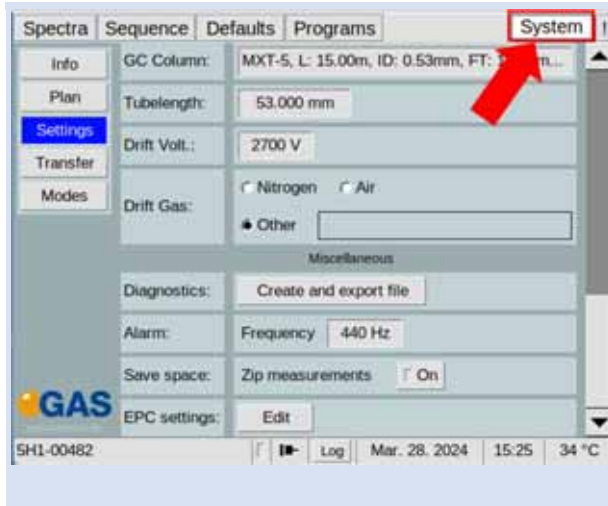 Spectra Sequence Defaults Programs System
Info GC Column: MXT-5, L: 15.00m, ID: 0.53mm, FT:
Plan Tubelength: 53.000 mm
Settings Drift Volt.: 2700 V
Transfer
Modes Drift Gas: Nitrogen Air
Other
Miscellaneous
Diagnostics: Create and export file
Alarm: Frequency 440 Hz
Save space: Zip measurements On
GAS EPC settings: Edit
5H1-00482 Log Mar. 28. 2024 15:25 34 °C